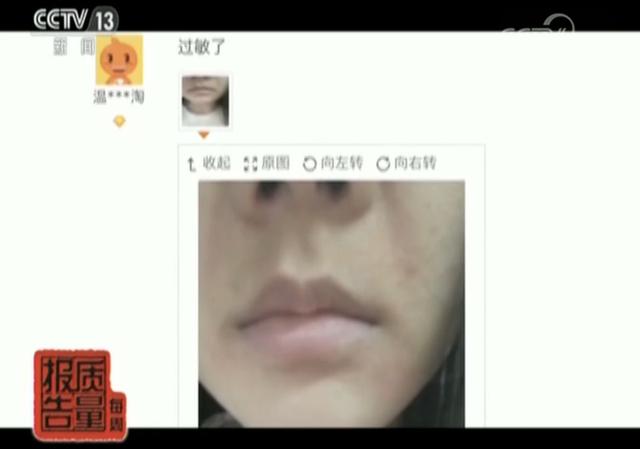 CCTV 13
新闻
CCTV
过敏了
温***淘
收起 原图 向左转 向右转
每周
质量
报告